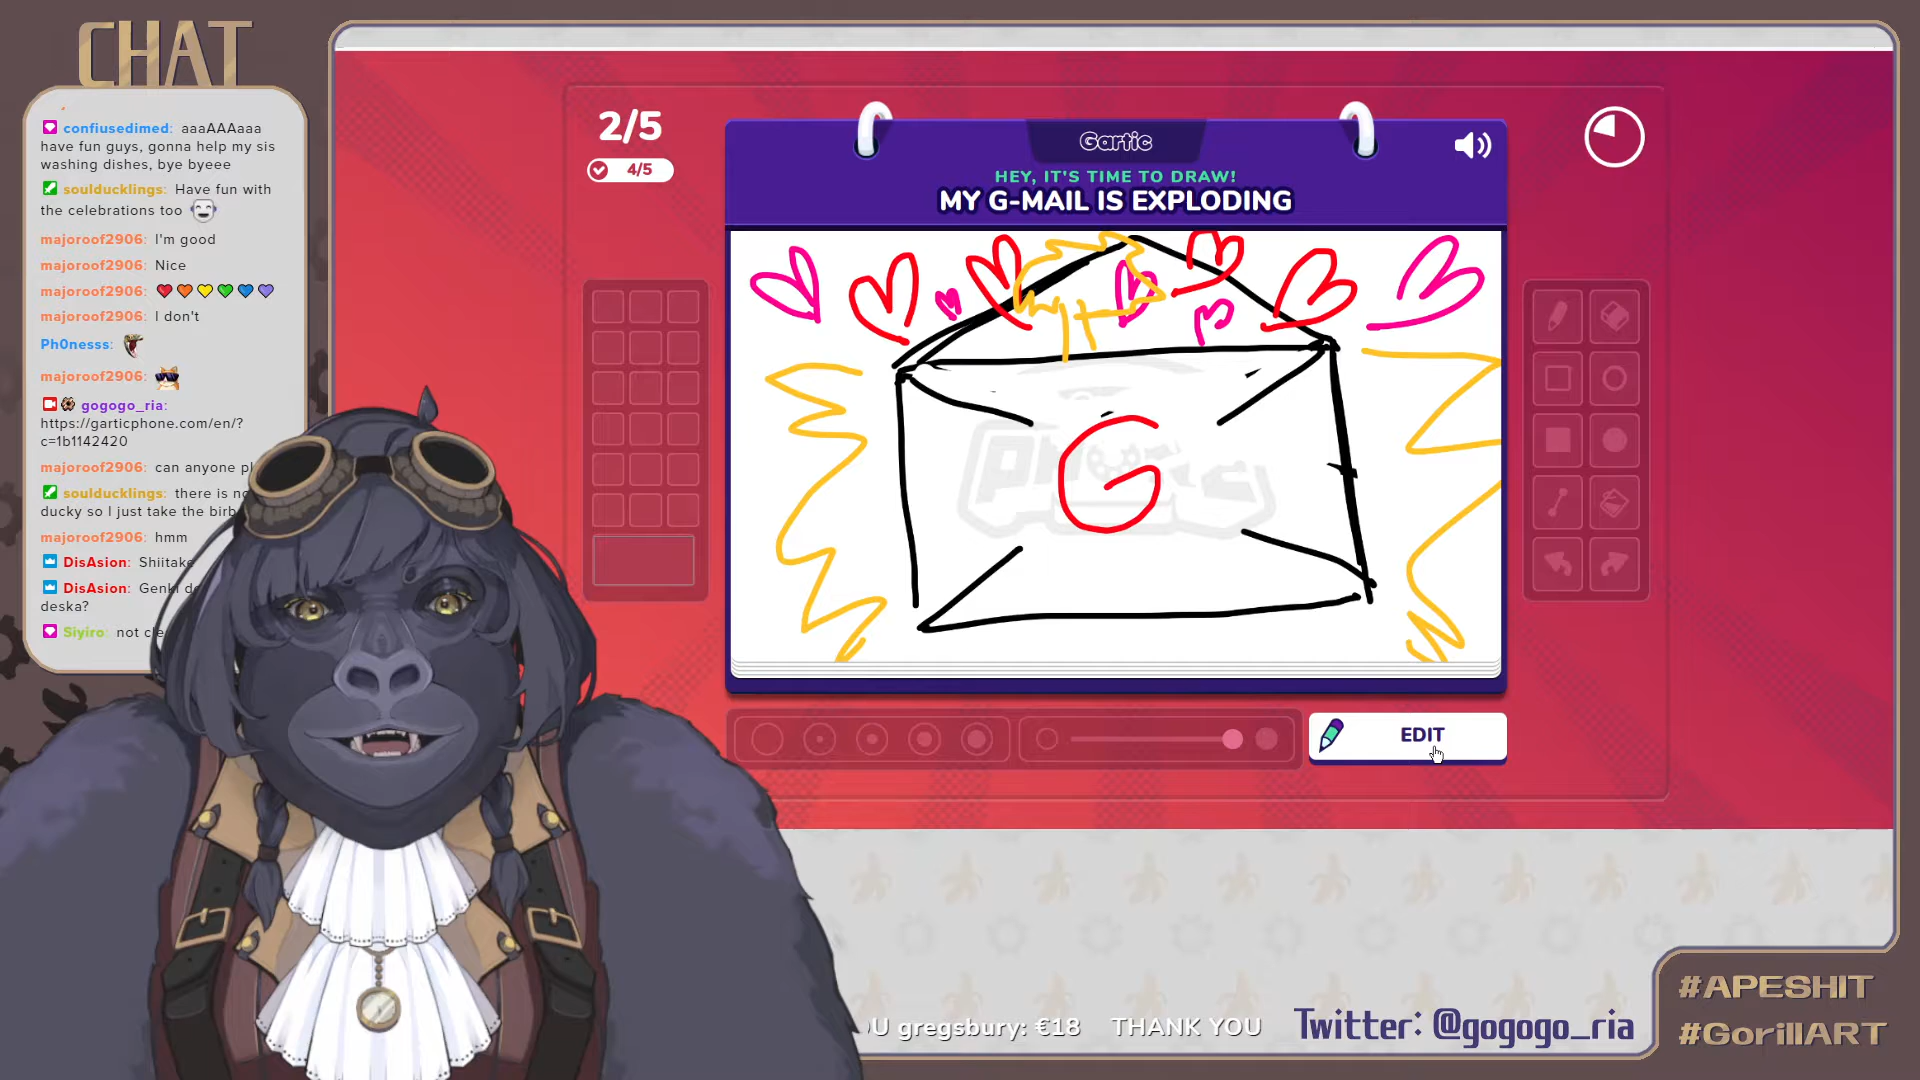 CHAT
confiusedimed: aaaAAAaaa
have fun guys, gonna help my sis
washing dishes, bye byeee
soulducklings: Have fun with
the celebrations too
majoroof2906: I'm good
majoroof2906: Nice
majoroof2906:
majoroof2906: I don't
Ph0nesss:
majoroof2906:
gogogo_ria:
https://garticphone.com/en/?
c=1b1142420
majoroof2906: can anyone
soulducklings: there is no
ducky so I just take the birb
majoroof2906: hmm
DisAsion: Shiitake
DisAsion: Genki
deska?
Siyiro: not
2/5
4/5
Gartic
HEY, IT'S TIME TO DRAW!
MY G-MAIL IS EXPLODING
G
EDIT
gregsbury: €18 THANK YOU
Twitter: @gogogo_ria
#APESHIT
#GorillART